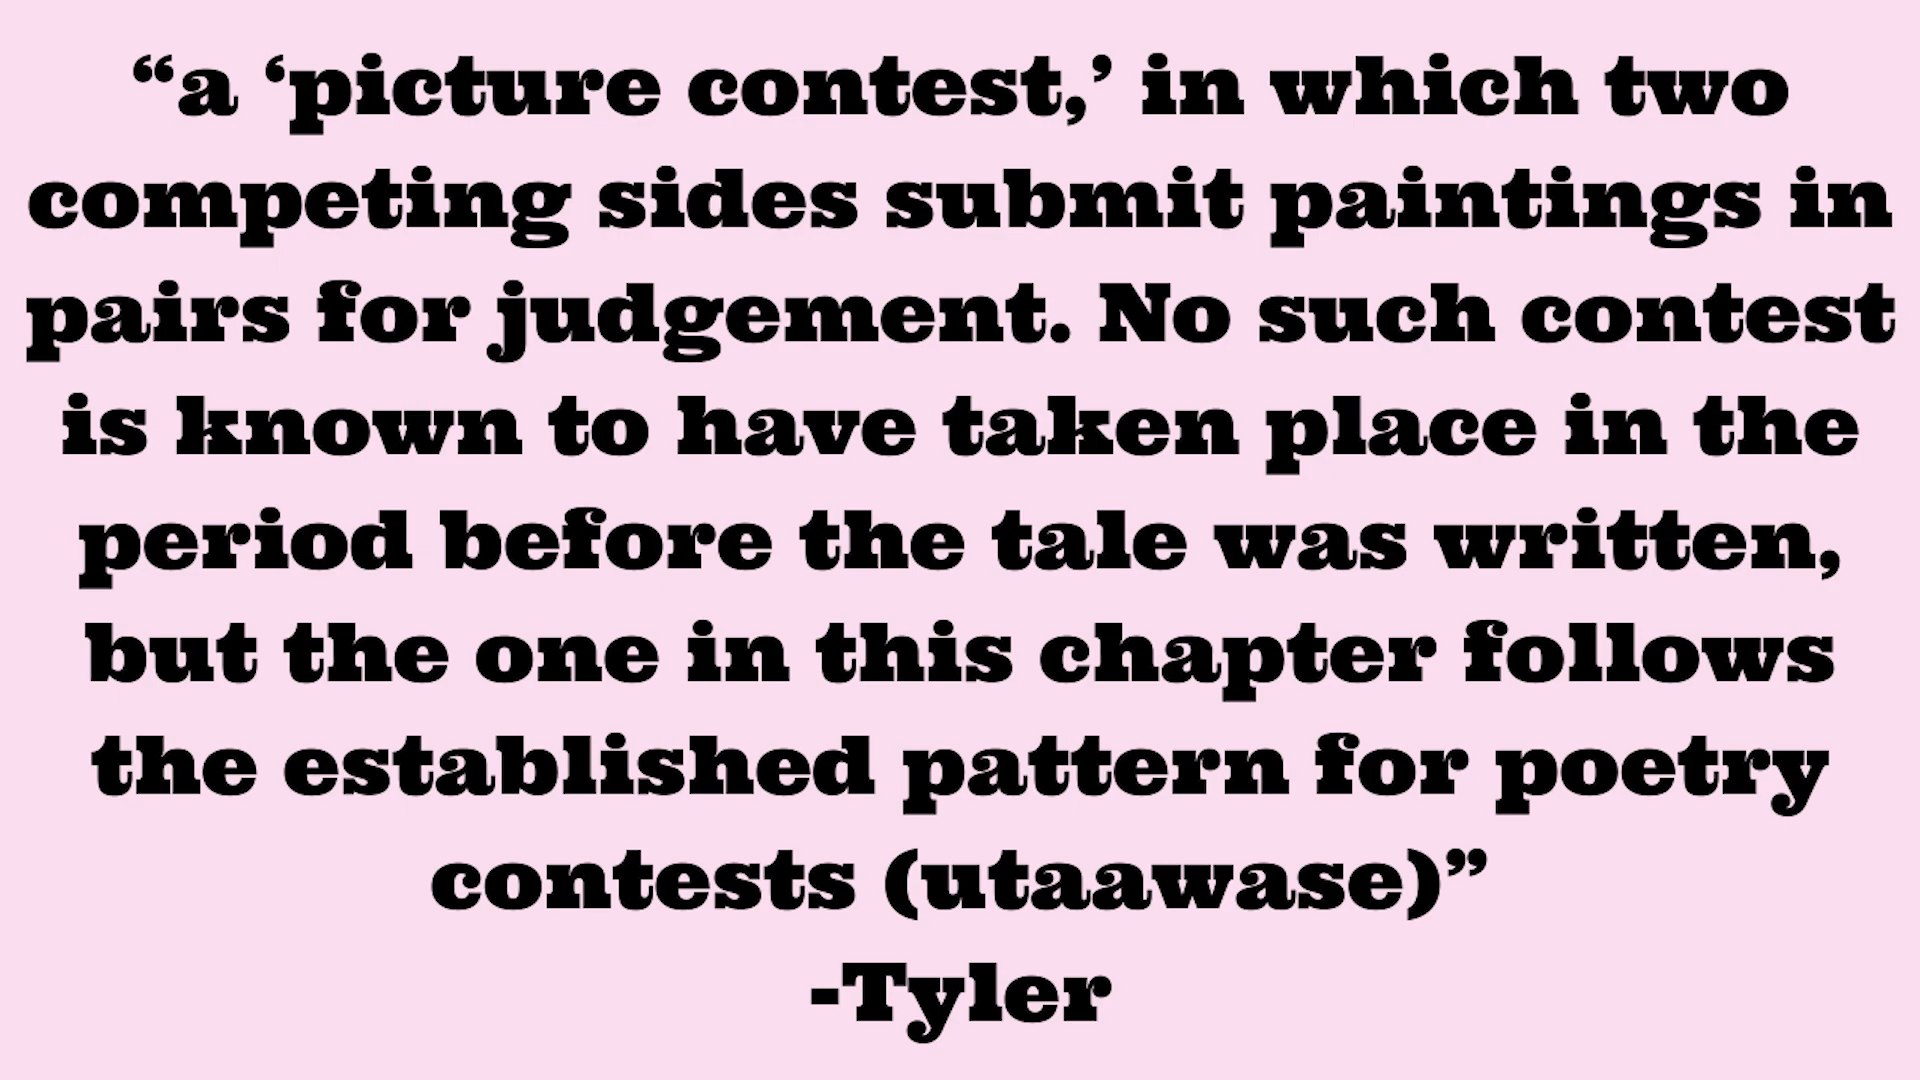 “a ‘picture contest,’ in which two
competing sides submit paintings in
pairs for judgement. No such contest
is known to have taken place in the
period before the tale was written,
but the one in this chapter follows
the established pattern for poetry
contests (utaawase)”
-Tyler